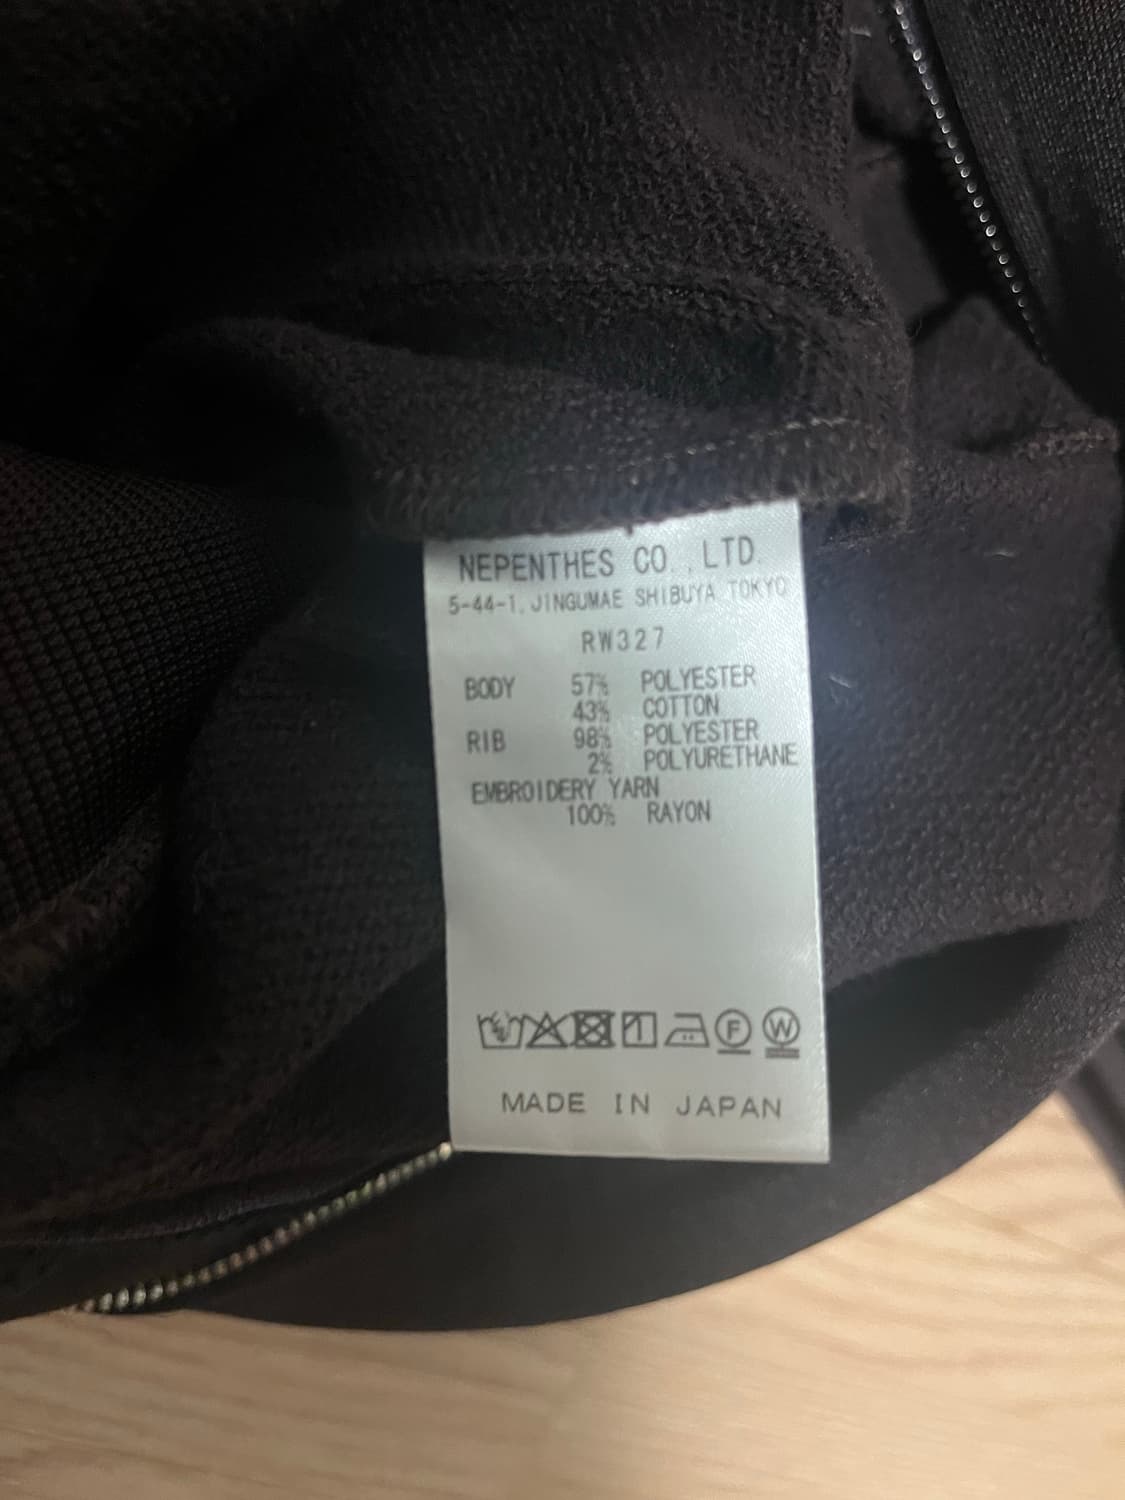 NEPENTHES CO., LTD.
5-44-1, JINGUMAE SHIBUYA TOKYO
RW327
BODY 57% POLYESTER
43% COTTON
RIB 98% POLYESTER
2% POLYURETHANE
EMBROIDERY YARN
100% RAYON
F W
MADE IN JAPAN